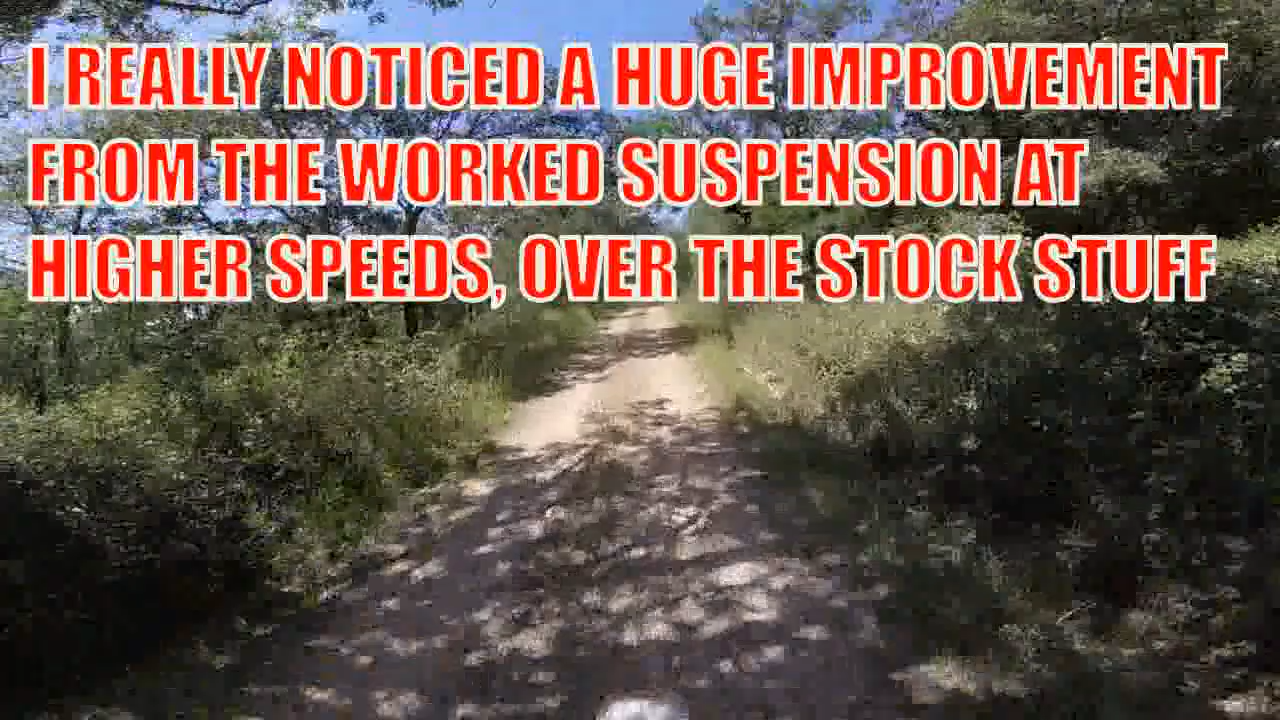 I REALLY NOTICED A HUGE IMPROVEMENT
FROM THE WORKED SUSPENSION AT
HIGHER SPEEDS, OVER THE STOCK STUFF